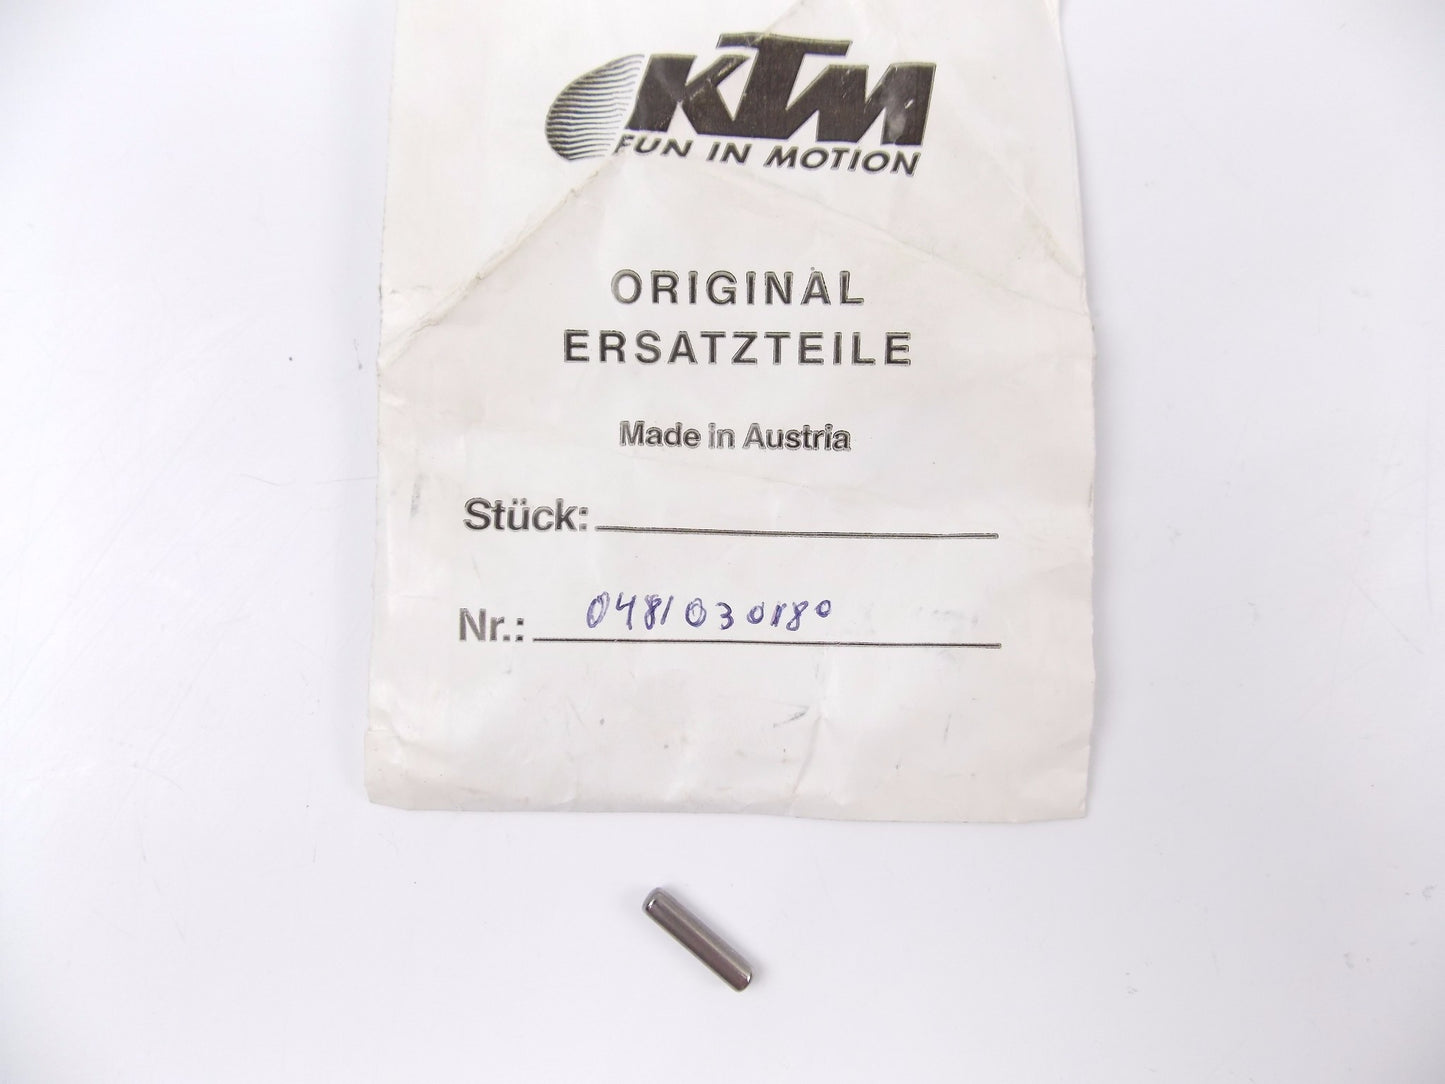 KTM
FUN IN MOTION
ORIGINAL
ERSATZTEILE
Made in Austria
Stück:
Nr.: 0481030180